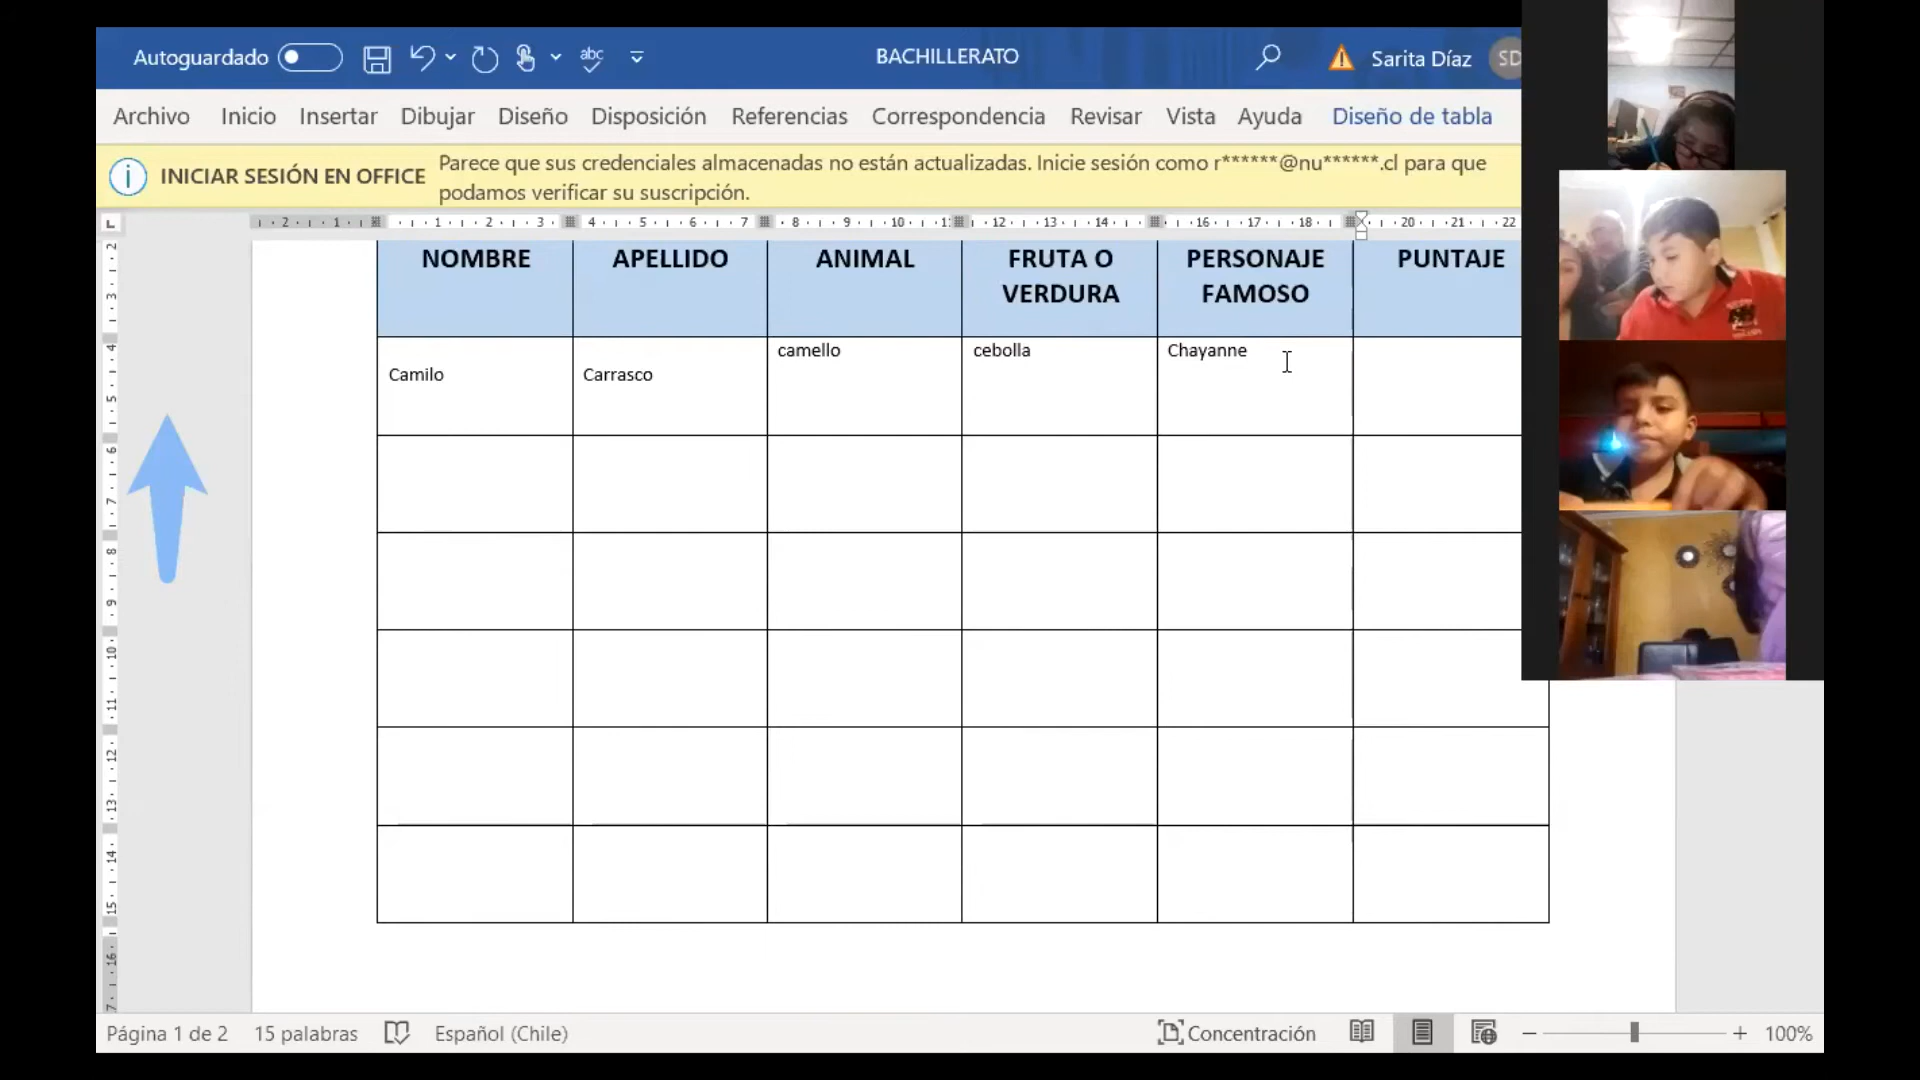 Autoguardado
abc
BACHILLERATO
Sarita Díaz
SD
Archivo Inicio Insertar Dibujar Diseño Disposición Referencias Correspondencia Revisar Vista Ayuda Diseño de tabla
INICIAR SESIÓN EN OFFICE
Parece que sus credenciales almacenadas no están actualizadas. Inicie sesión como r******@nu******.cl para que
podamos verificar su suscripción.
NOMBRE APELLIDO ANIMAL FRUTA O VERDURA PERSONAJE FAMOSO PUNTAJE
Camilo Carrasco camello cebolla Chayanne
Página 1 de 2 15 palabras Español (Chile) Concentración 100%